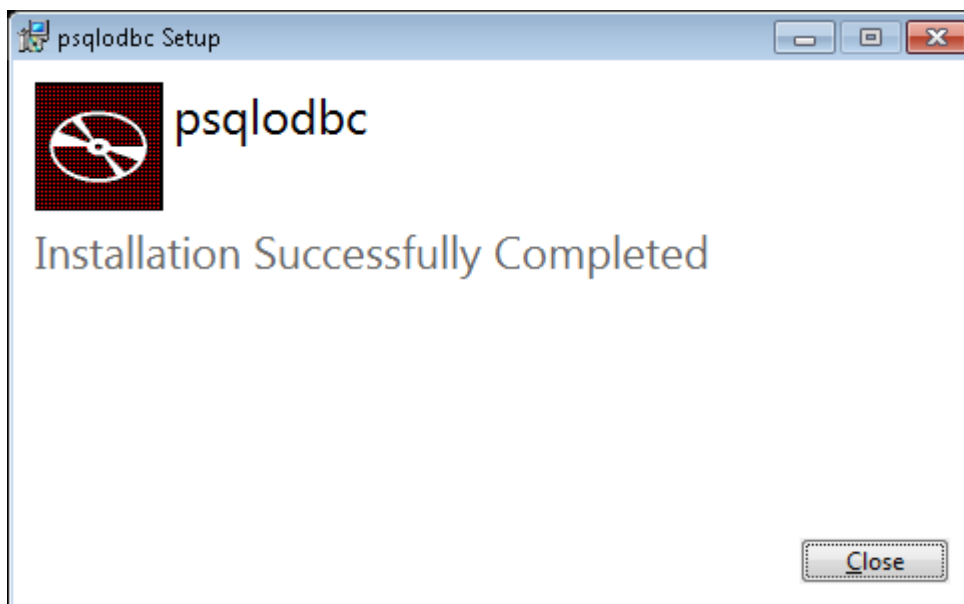 psqlodbc Setup
psqlodbc
Installation Successfully Completed
Close